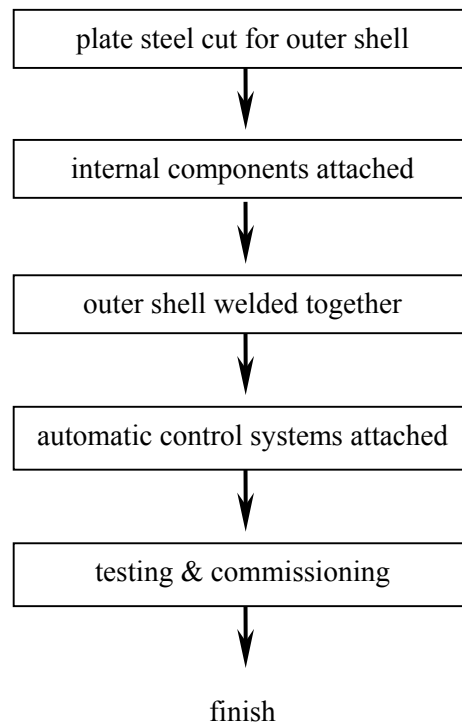 plate steel cut for outer shell
internal components attached
outer shell welded together
automatic control systems attached
testing & commissioning
finish